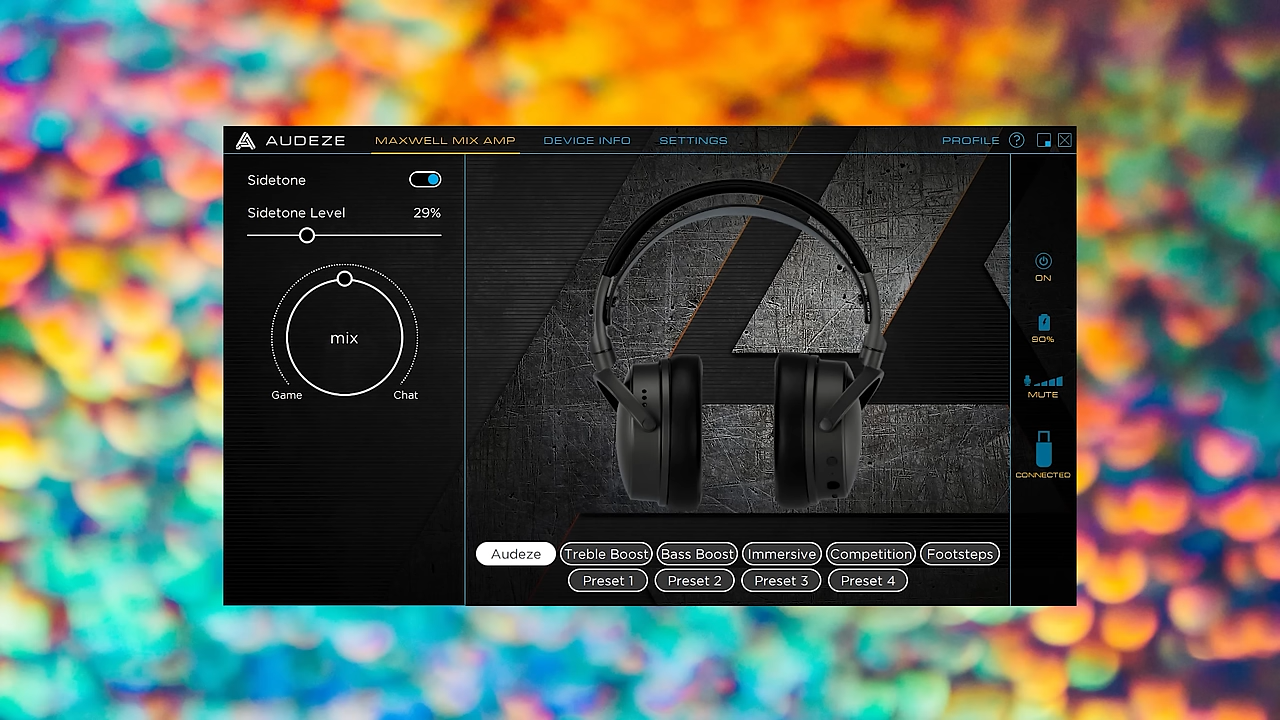 AUDEZE MAXWELL MIX AMP DEVICE INFO SETTINGS PROFILE ?
Sidetone
Sidetone Level 29%
mix
Game Chat
ON
90%
MUTE
CONNECTED
Audeze Treble Boost Bass Boost Immersive Competition Footsteps
Preset 1 Preset 2 Preset 3 Preset 4